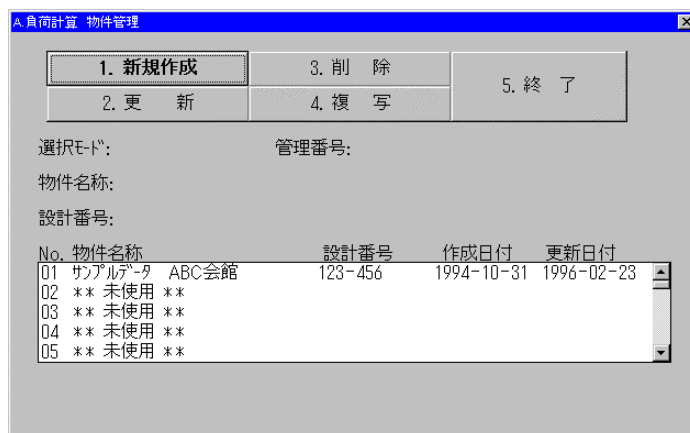 A.負荷計算 物件管理
1. 新規作成 3. 削 除 5. 終 了
2. 更 新 4. 複 写
選択ﾓｰﾄﾞ: 管理番号:
物件名称:
設計番号:
No. 物件名称 設計番号 作成日付 更新日付
01 ｻﾝﾌﾟﾙﾃﾞｰﾀ ABC会館 123-456 1994-10-31 1996-02-23
02 ** 未使用 **
03 ** 未使用 **
04 ** 未使用 **
05 ** 未使用 **